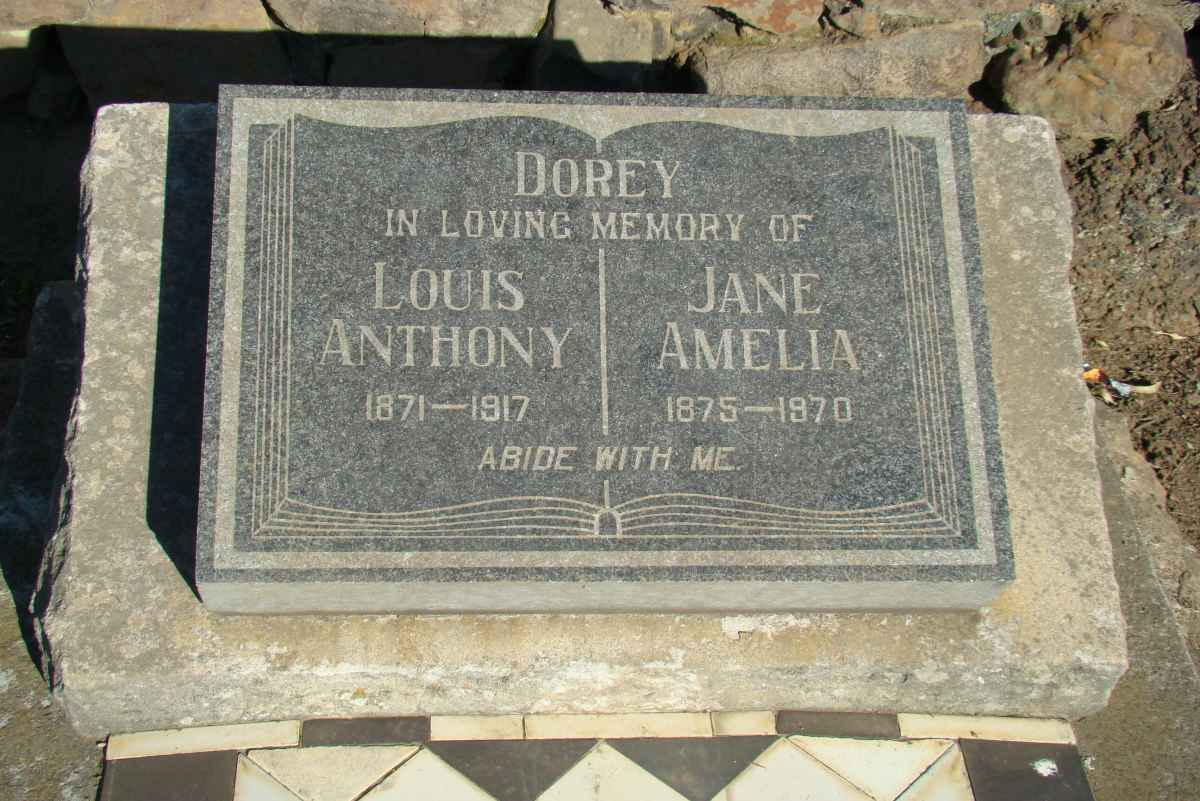 DOREY
IN LOVING MEMORY OF
LOUIS
ANTHONY
1871—1917
JANE
AMELIA
1875—1970
ABIDE WITH ME.